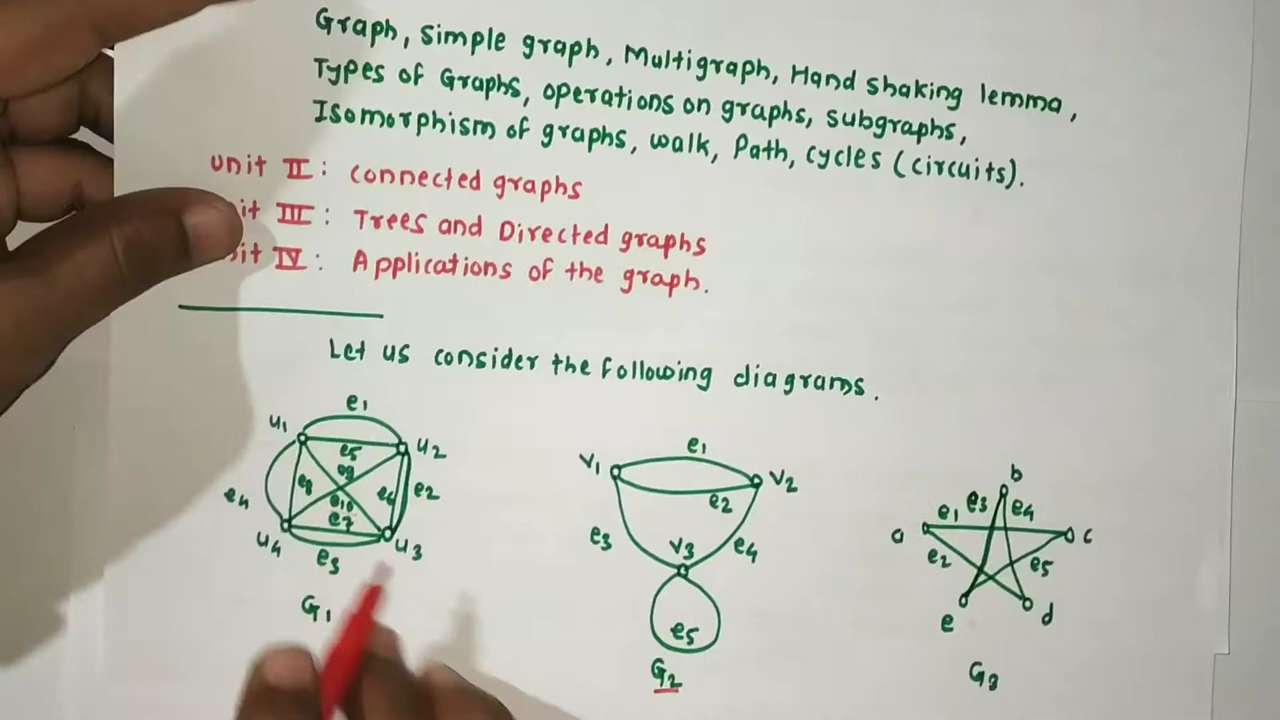 Graph, simple graph, Multigraph, Hand shaking lemma,
Types of Graphs, operations on graphs, subgraphs,
Isomorphism of graphs, walk, Path, cycles (circuits).
Unit II: connected graphs
it III: Trees and Directed graphs
it IV: Applications of the graph.
Let us consider the following diagrams.
e1
u1 u2
e5
e9
e8 e6 e2
e4
e10
e7
u4 u3
e3
G1
e1
v1 v2
e2
e3 v3 e4
e5
G2
b
e1 e3 e4
a c
e2 e5
e d
G3